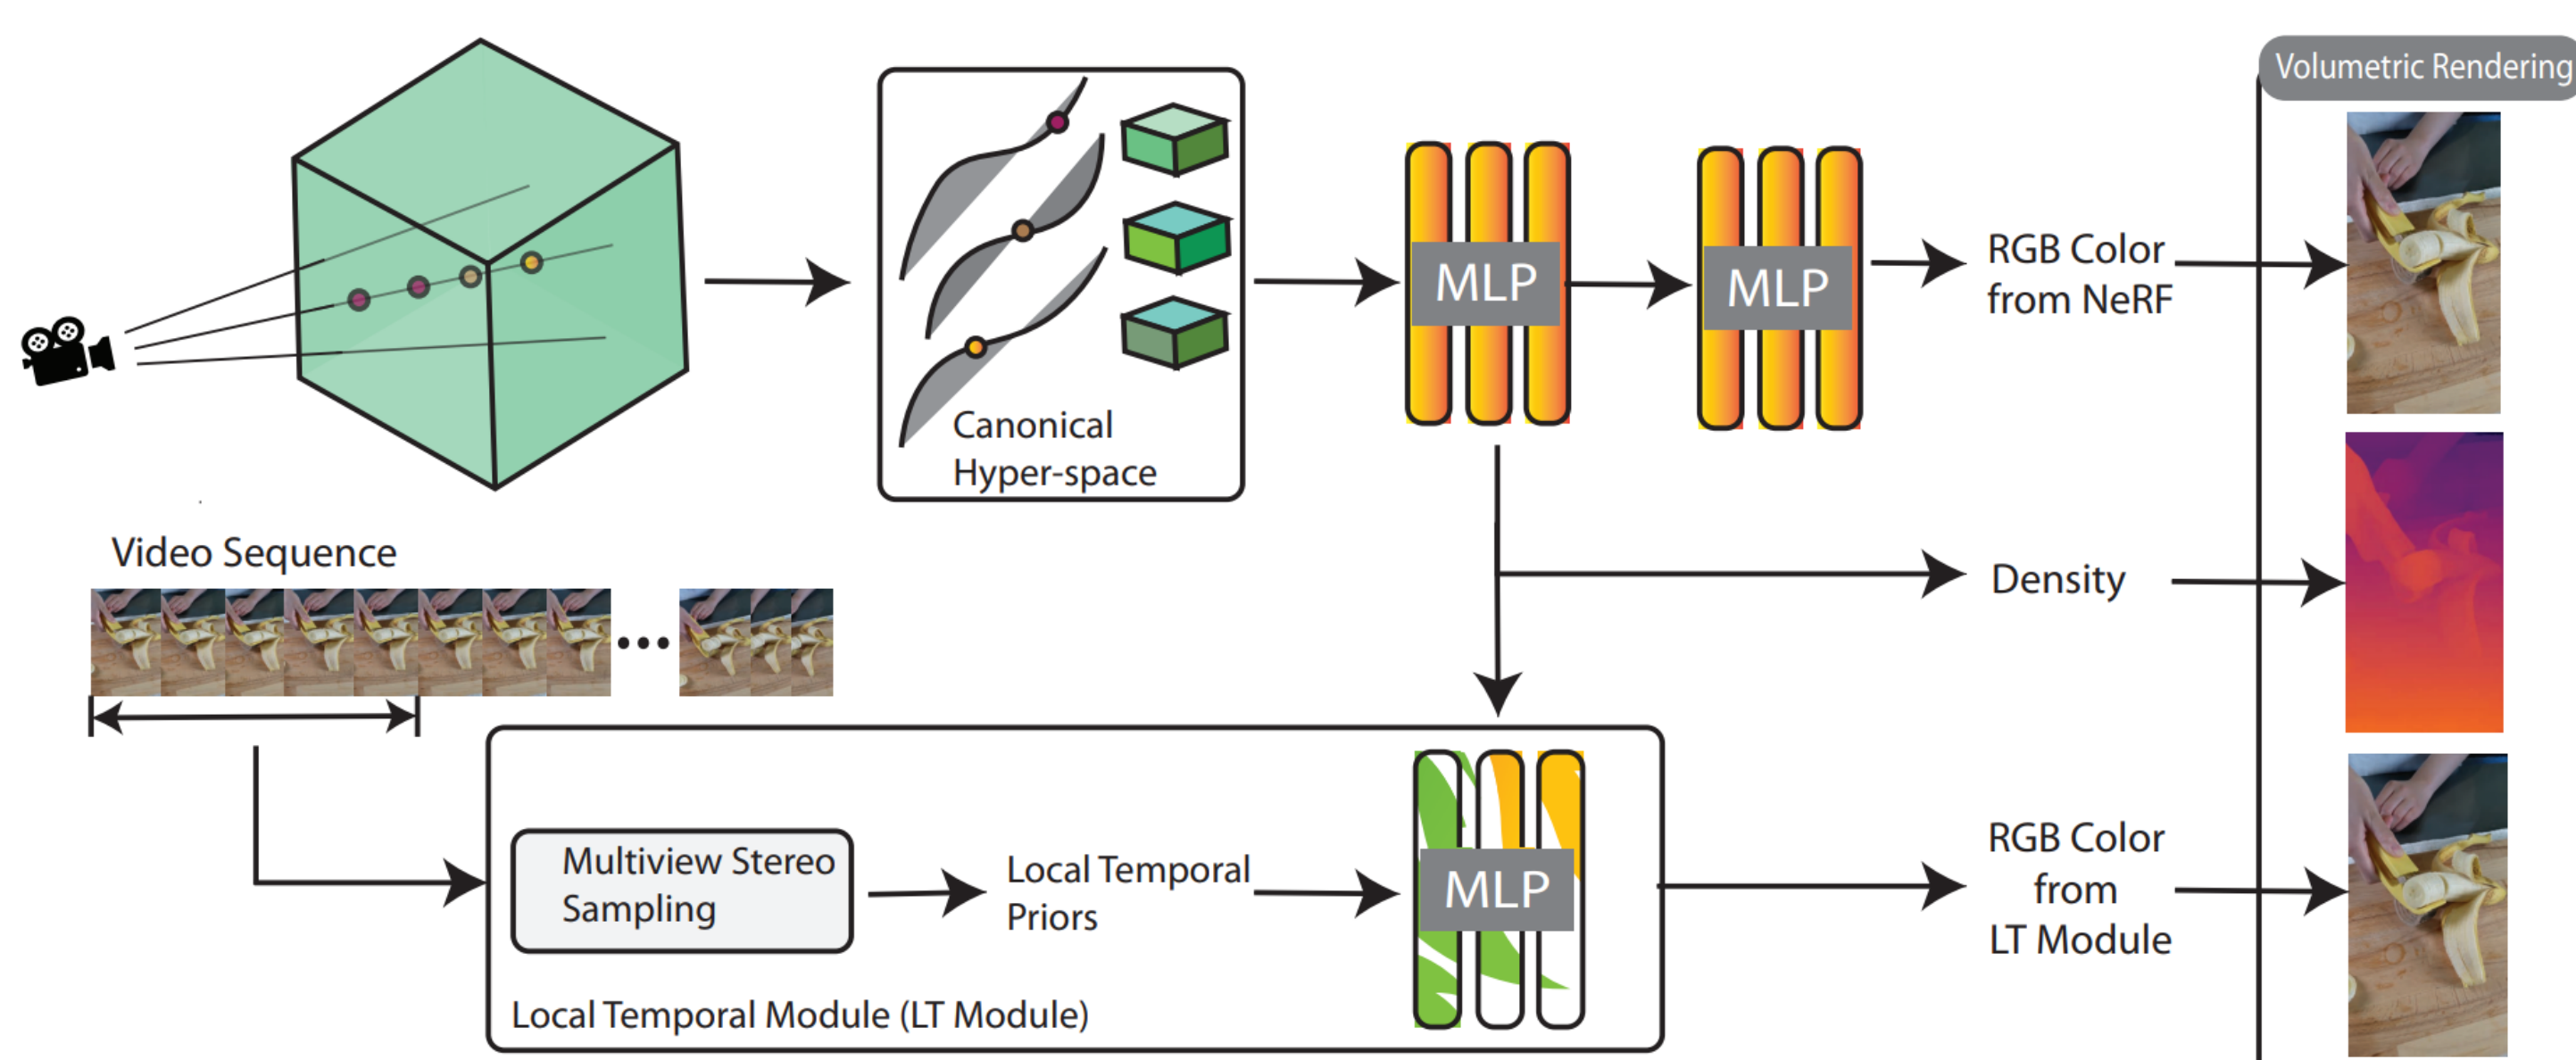 Volumetric Rendering
Canonical
Hyper-space
MLP
MLP
RGB Color
from NeRF
Video Sequence
Density
Multiview Stereo
Sampling
Local Temporal
Priors
MLP
RGB Color
from
LT Module
Local Temporal Module (LT Module)